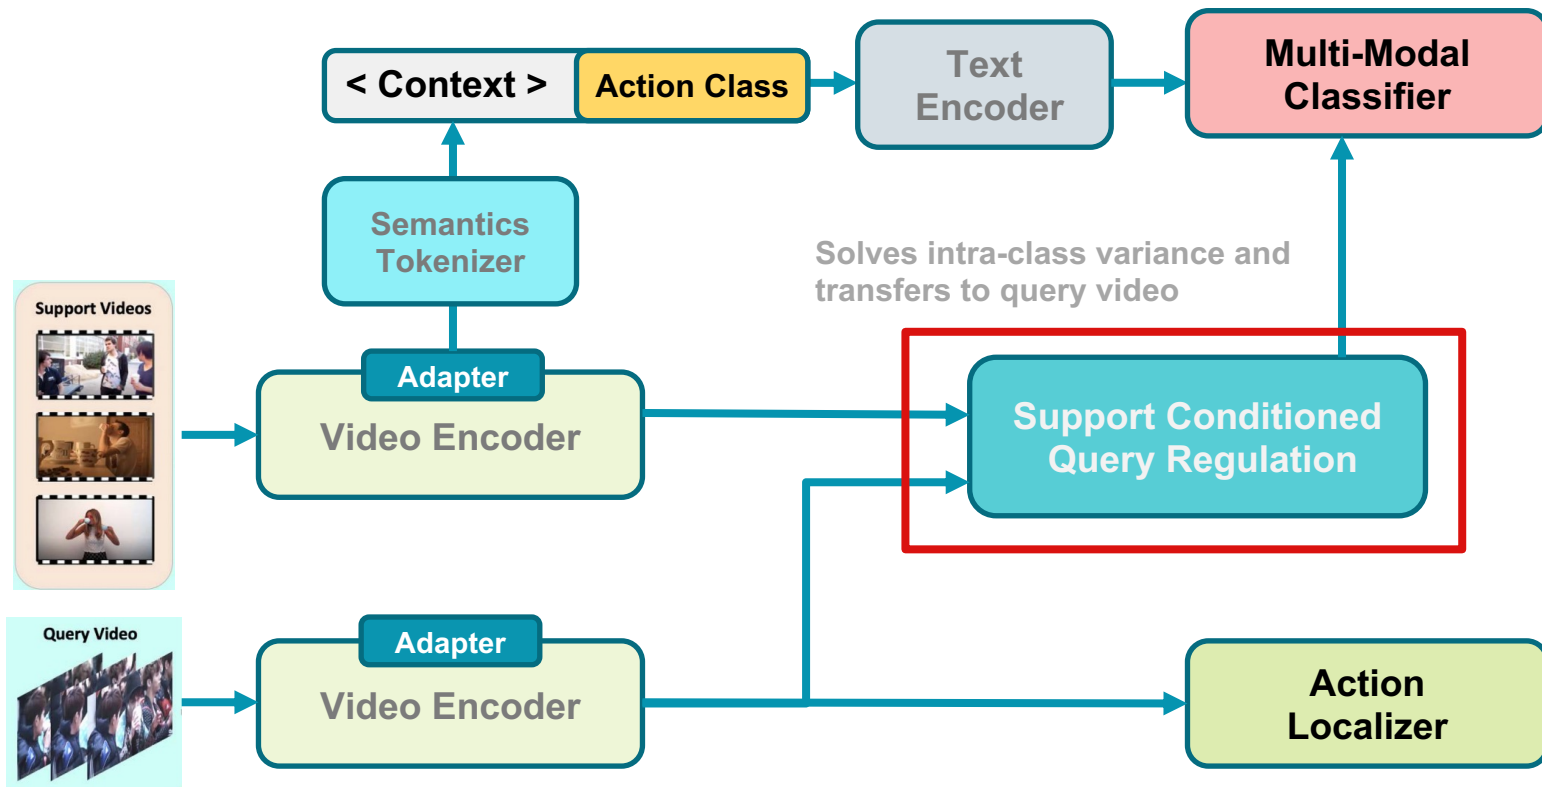 < Context >
Action Class
Text
Encoder
Multi-Modal
Classifier
Semantics
Tokenizer
Solves intra-class variance and
transfers to query video
Support Videos
Adapter
Video Encoder
Support Conditioned
Query Regulation
Query Video
Adapter
Video Encoder
Action
Localizer